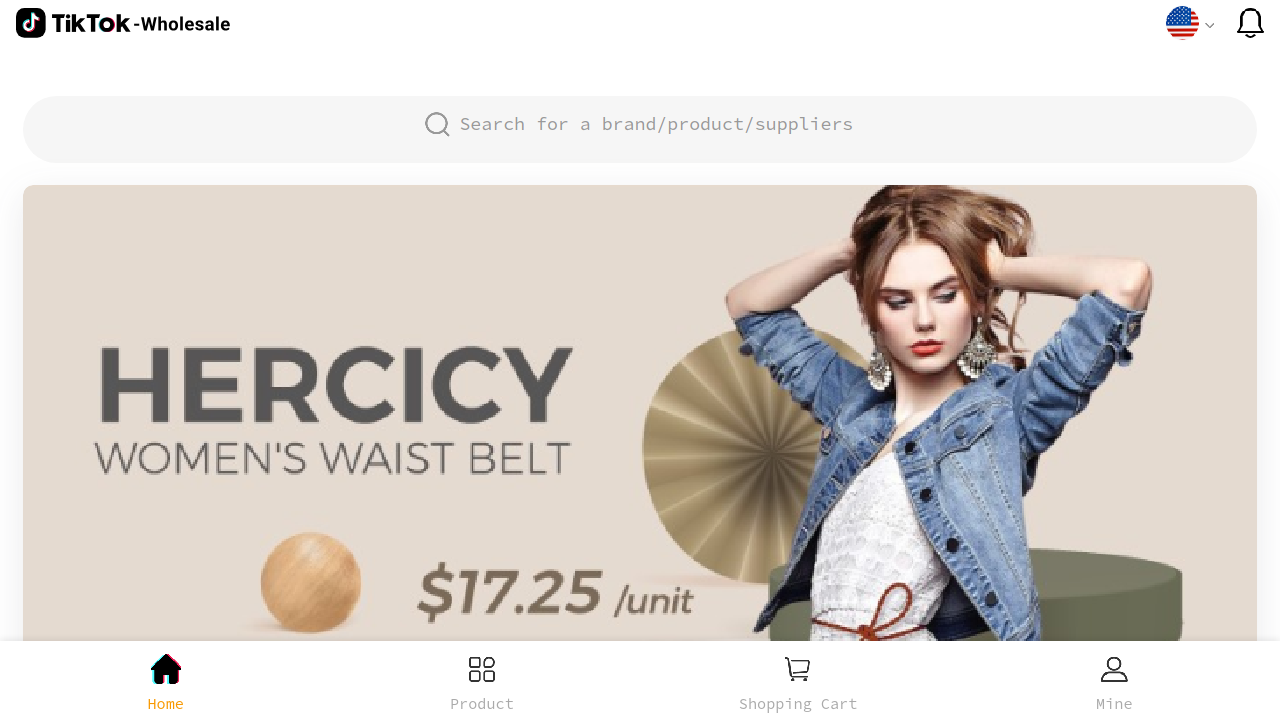 TikTok -Wholesale
Search for a brand/product/suppliers
HERCICY
WOMEN'S WAIST BELT
$17.25 /unit
Home
Product
Shopping Cart
Mine